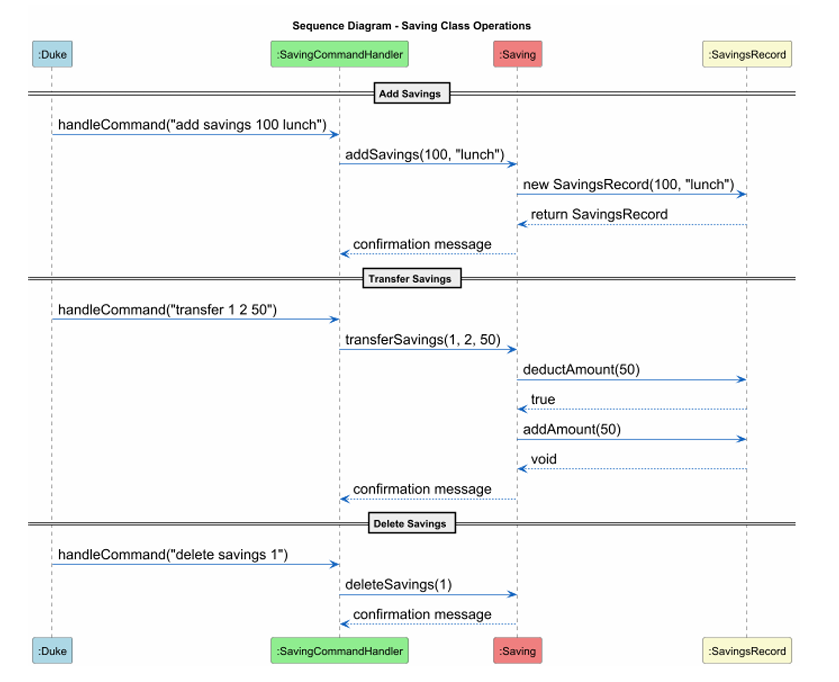 Sequence Diagram - Saving Class Operations
:Duke :SavingCommandHandler :Saving :SavingsRecord
Add Savings
handleCommand("add savings 100 lunch")
addSavings(100, "lunch")
new SavingsRecord(100, "lunch")
return SavingsRecord
confirmation message
Transfer Savings
handleCommand("transfer 1 2 50")
transferSavings(1, 2, 50)
deductAmount(50)
true
addAmount(50)
void
confirmation message
Delete Savings
handleCommand("delete savings 1")
deleteSavings(1)
confirmation message
:Duke :SavingCommandHandler :Saving :SavingsRecord